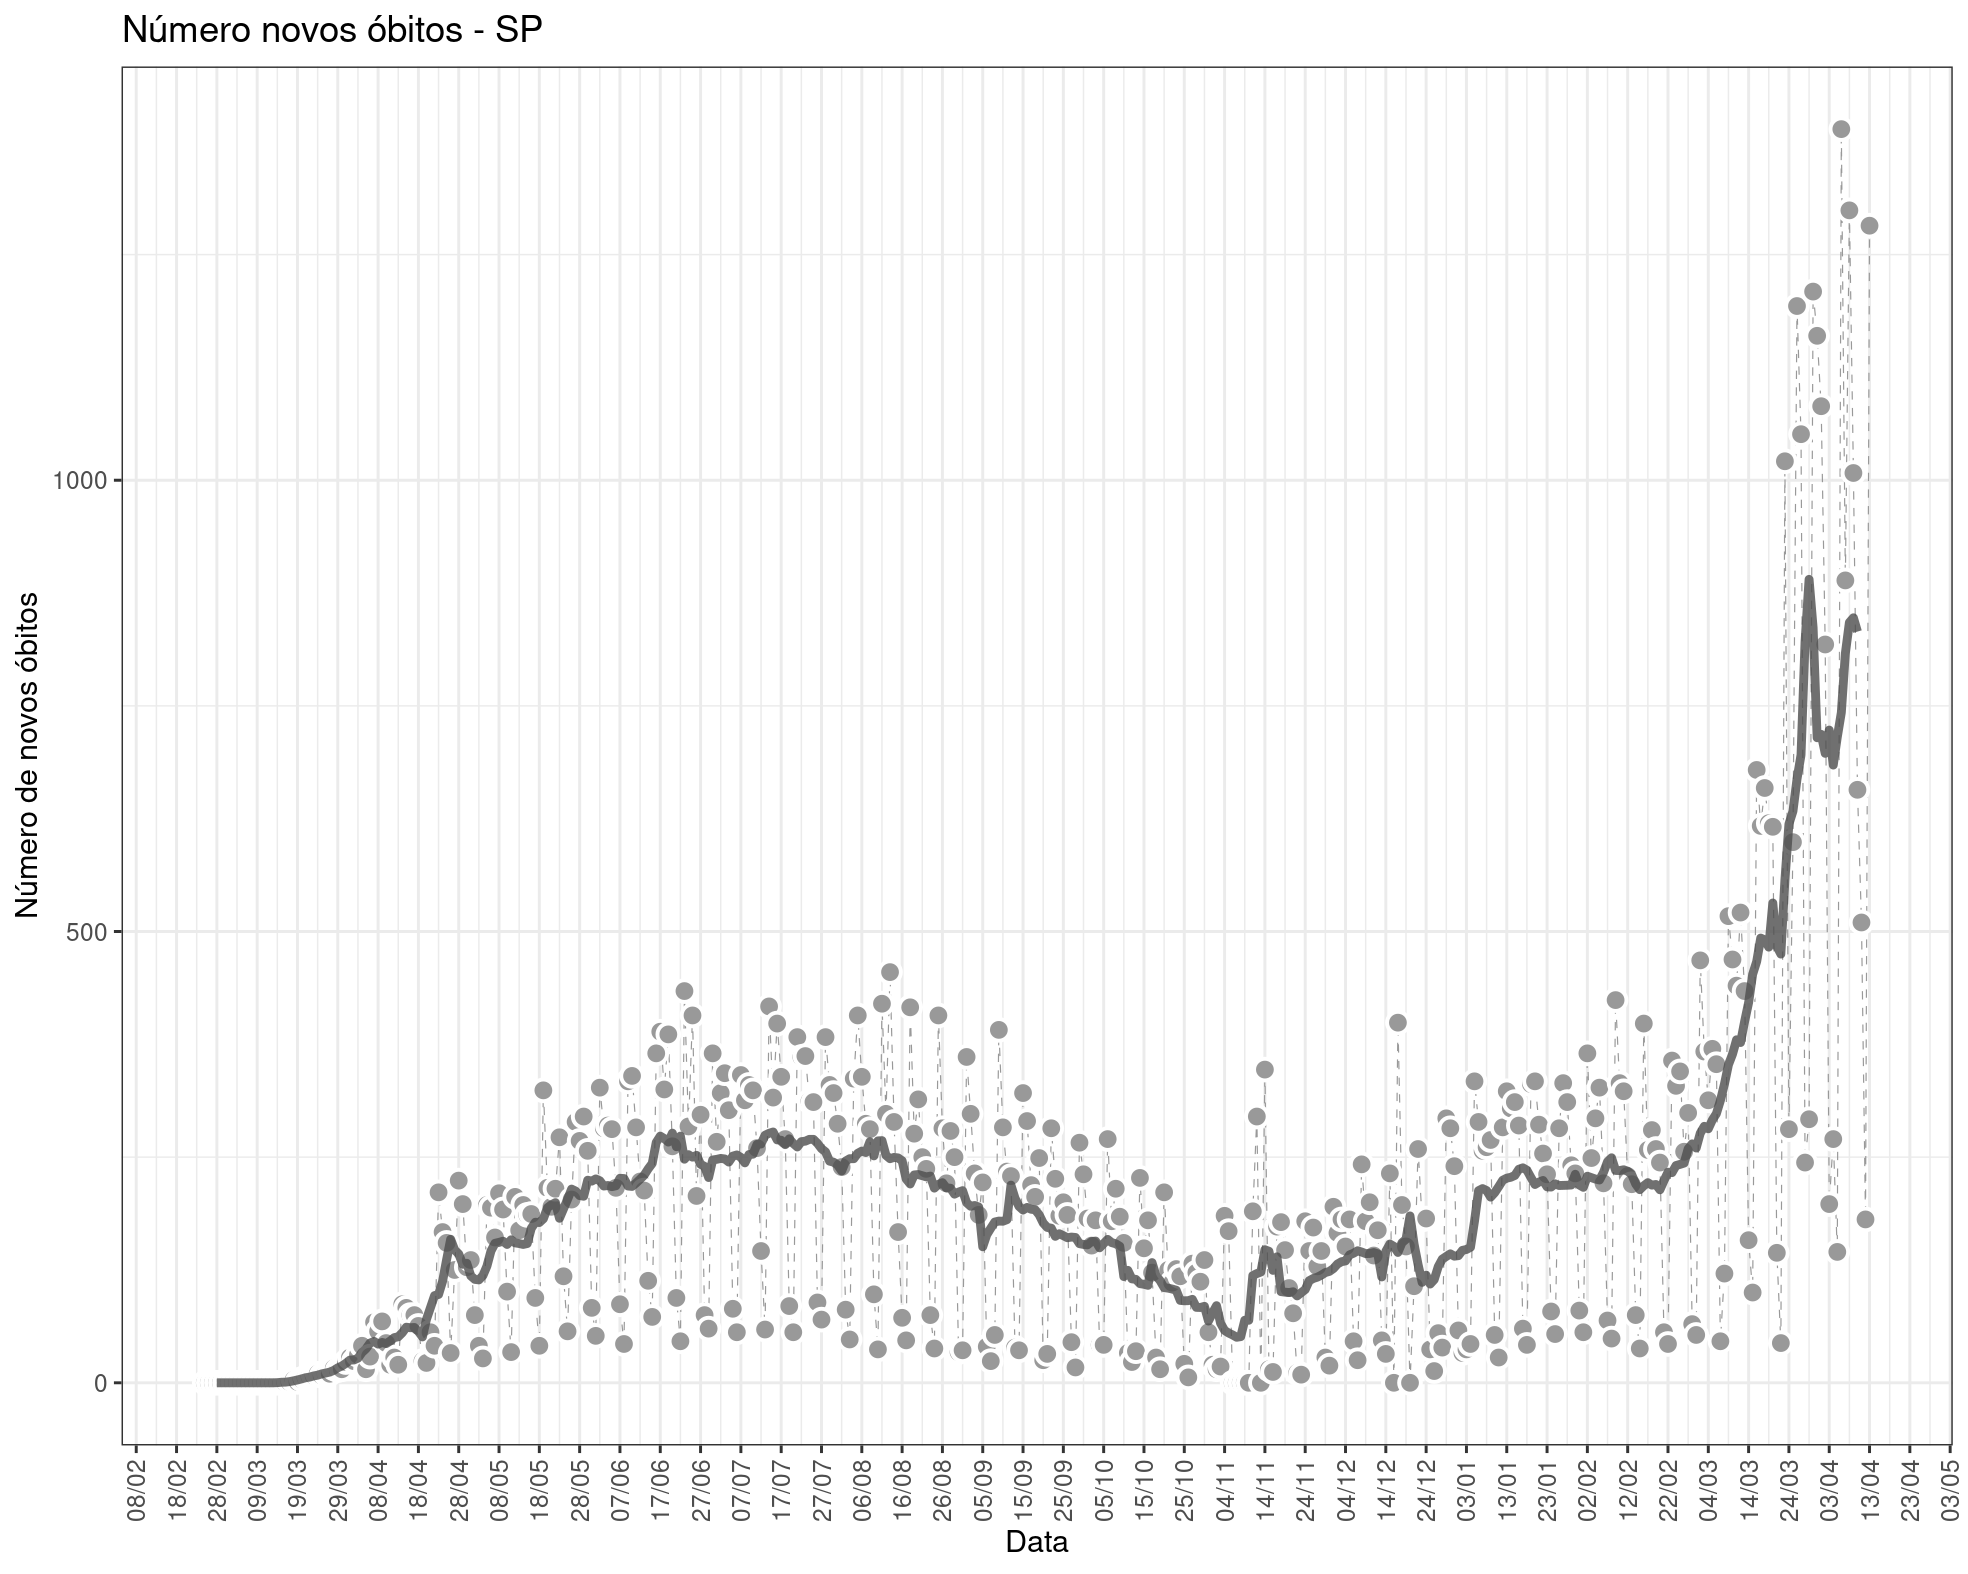 Número novos óbitos - SP
Número de novos óbitos
1000
500
0
08/02 18/02 28/02 09/03 19/03 29/03 08/04 18/04 28/04 08/05 18/05 28/05 07/06 17/06 27/06 07/07 17/07 27/07 06/08 16/08 26/08 05/09 15/09 25/09 05/10 15/10 25/10 04/11 14/11 24/11 04/12 14/12 24/12 03/01 13/01 23/01 02/02 12/02 22/02 04/03 14/03 24/03 03/04 13/04 23/04 03/05
Data